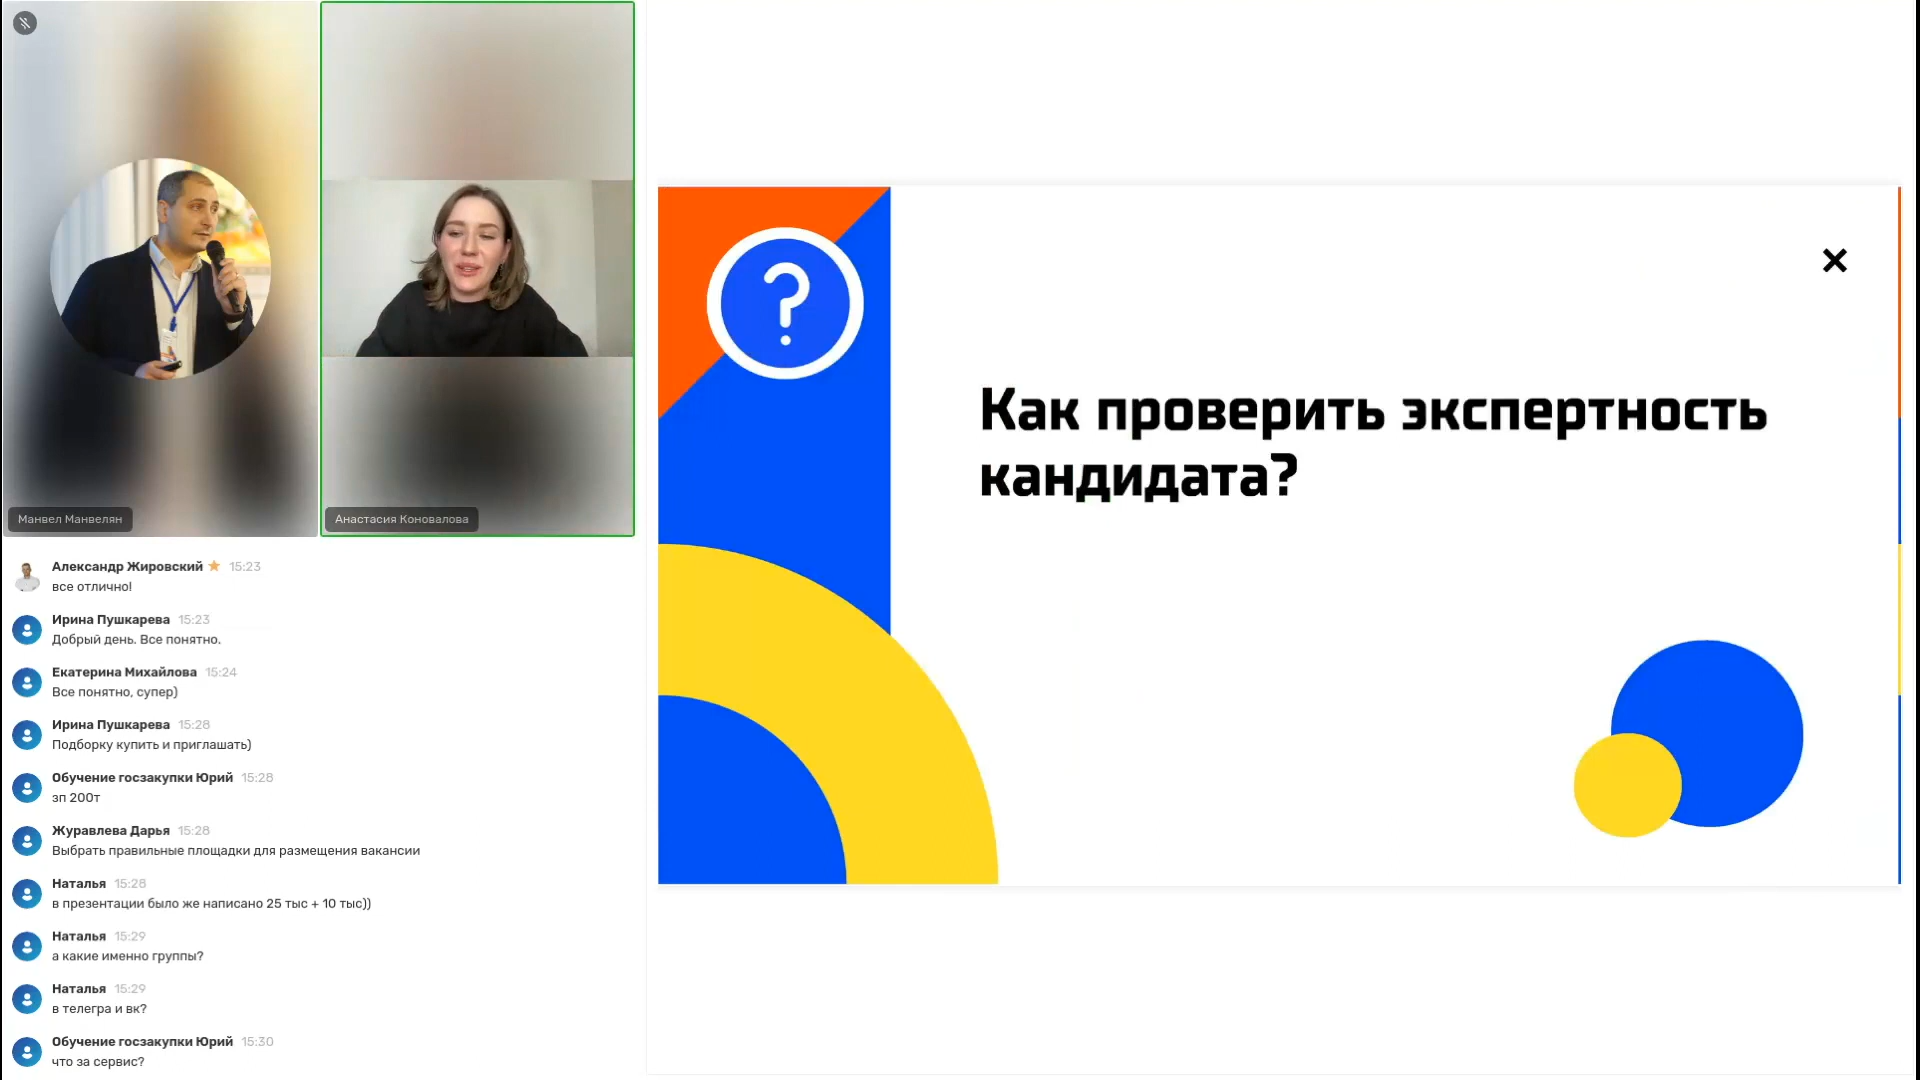 Манвел Манвелян
Анастасия Коновалова
Александр Жировский 15:23
все отлично!
Ирина Пушкарева 15:23
Добрый день. Все понятно.
Екатерина Михайлова 15:24
Все понятно, супер)
Ирина Пушкарева 15:28
Подборку купить и приглашать)
Обучение госзакупки Юрий 15:28
зп 200т
Журавлева Дарья 15:28
Выбрать правильные площадки для размещения вакансии
Наталья 15:28
в презентации было же написано 25 тыс + 10 тыс))
Наталья 15:29
а какие именно группы?
Наталья 15:29
в телегра и вк?
Обучение госзакупки Юрий 15:30
что за сервис?
?
Как проверить экспертность
кандидата?